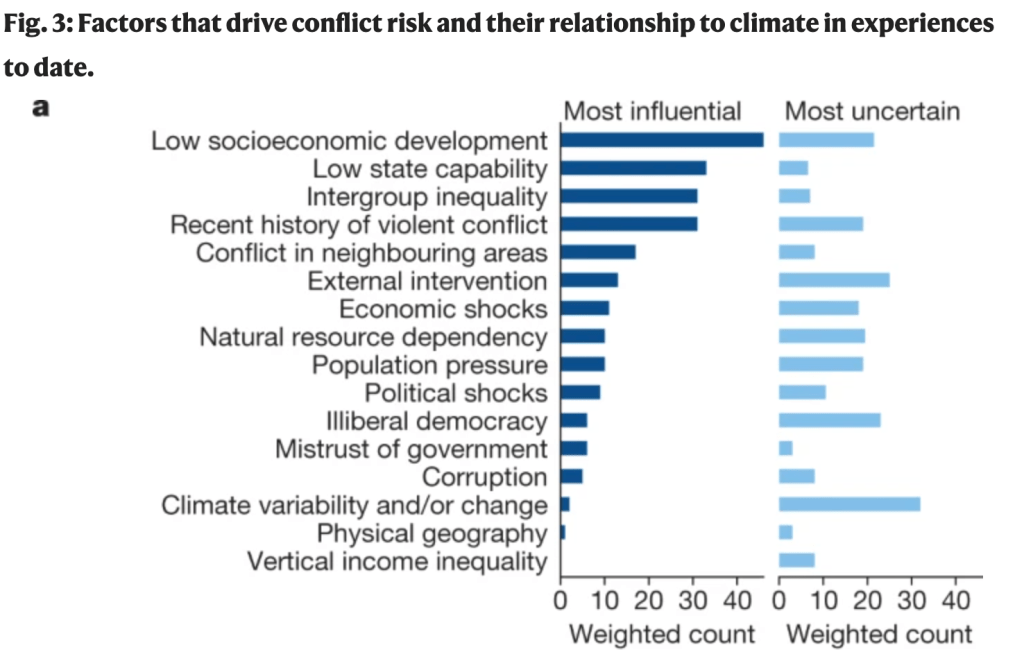 Fig. 3: Factors that drive conflict risk and their relationship to climate in experiences
to date.
a
Most influential Most uncertain
Low socioeconomic development
Low state capability
Intergroup inequality
Recent history of violent conflict
Conflict in neighbouring areas
External intervention
Economic shocks
Natural resource dependency
Population pressure
Political shocks
Illiberal democracy
Mistrust of government
Corruption
Climate variability and/or change
Physical geography
Vertical income inequality
0 10 20 30 40 0 10 20 30 40
Weighted count Weighted count